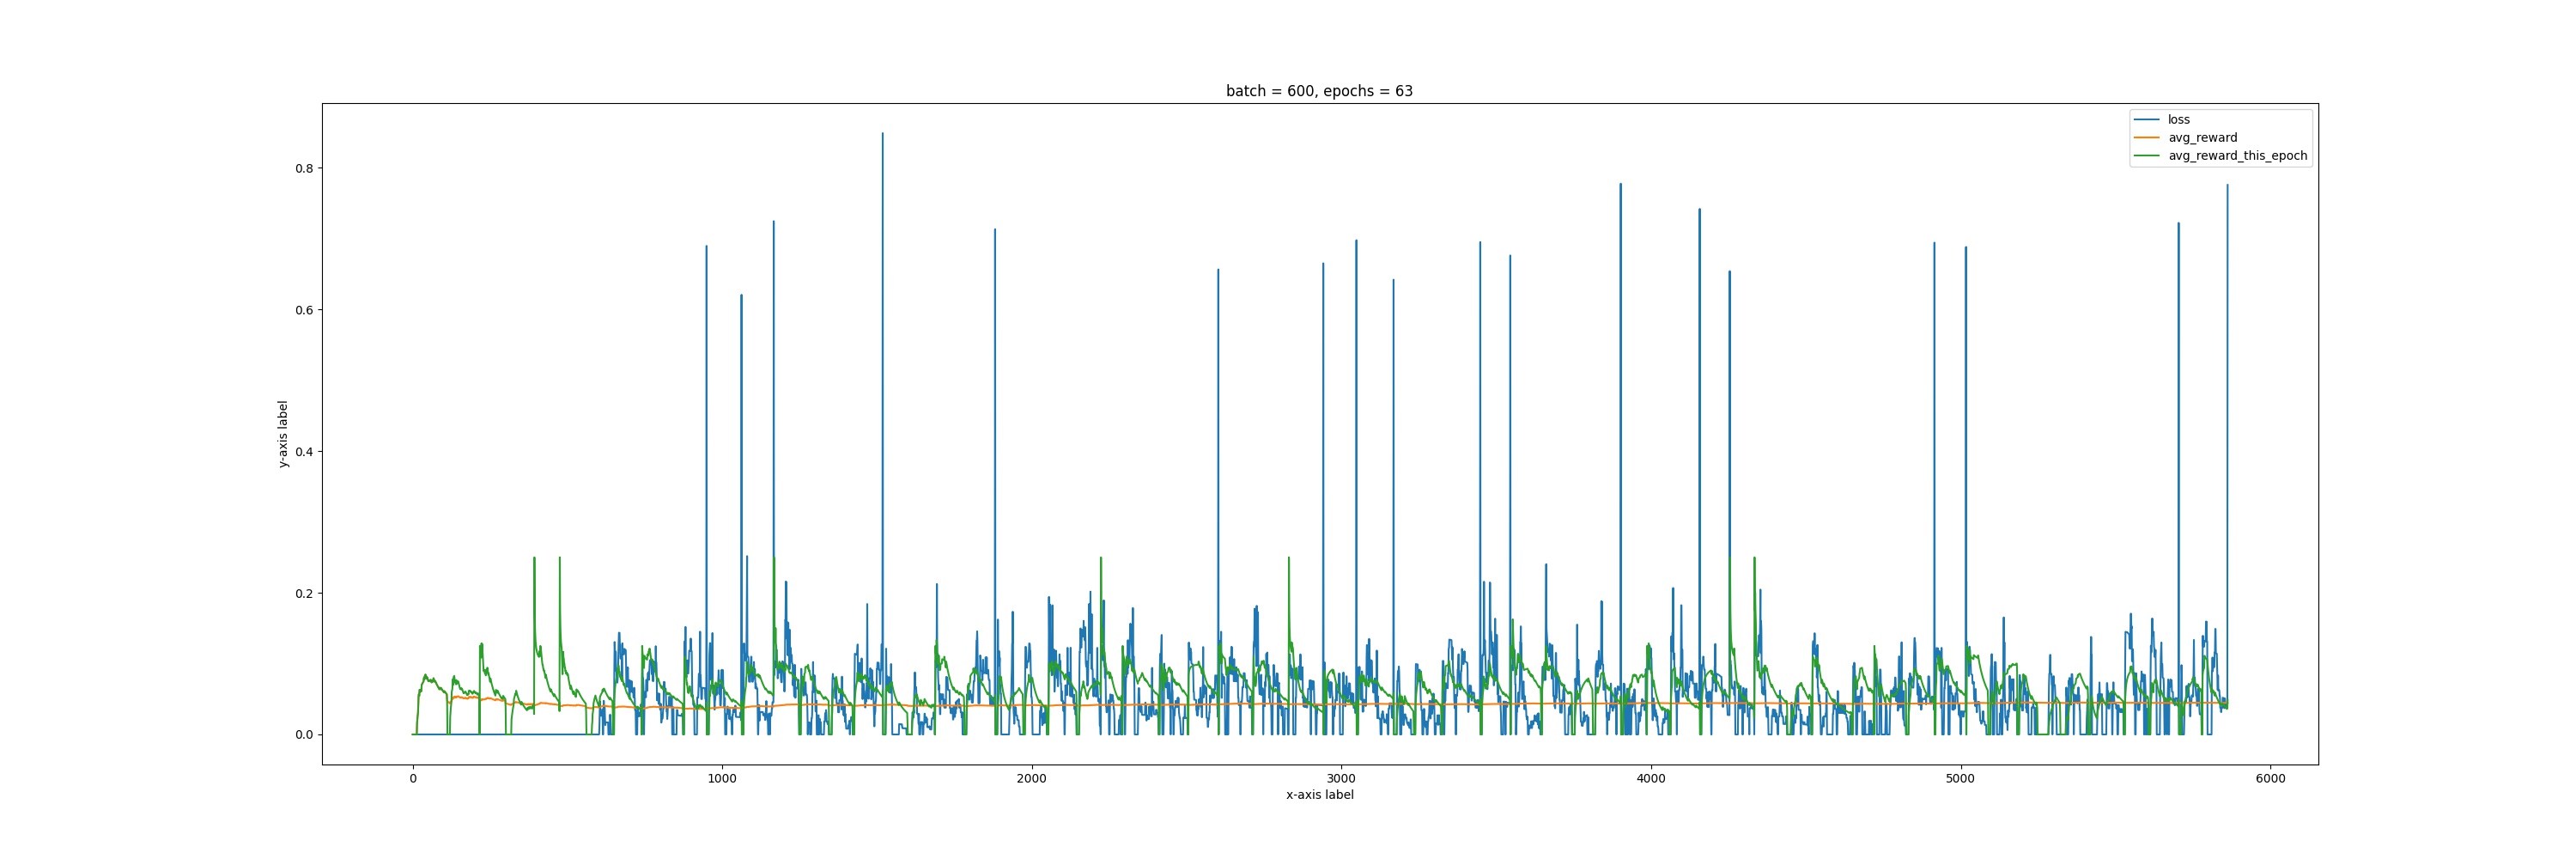 batch = 600, epochs = 63
loss
avg_reward
avg_reward_this_epoch
0.8
0.6
0.4
0.2
0.0
y-axis label
0 1000 2000 3000 4000 5000 6000
x-axis label